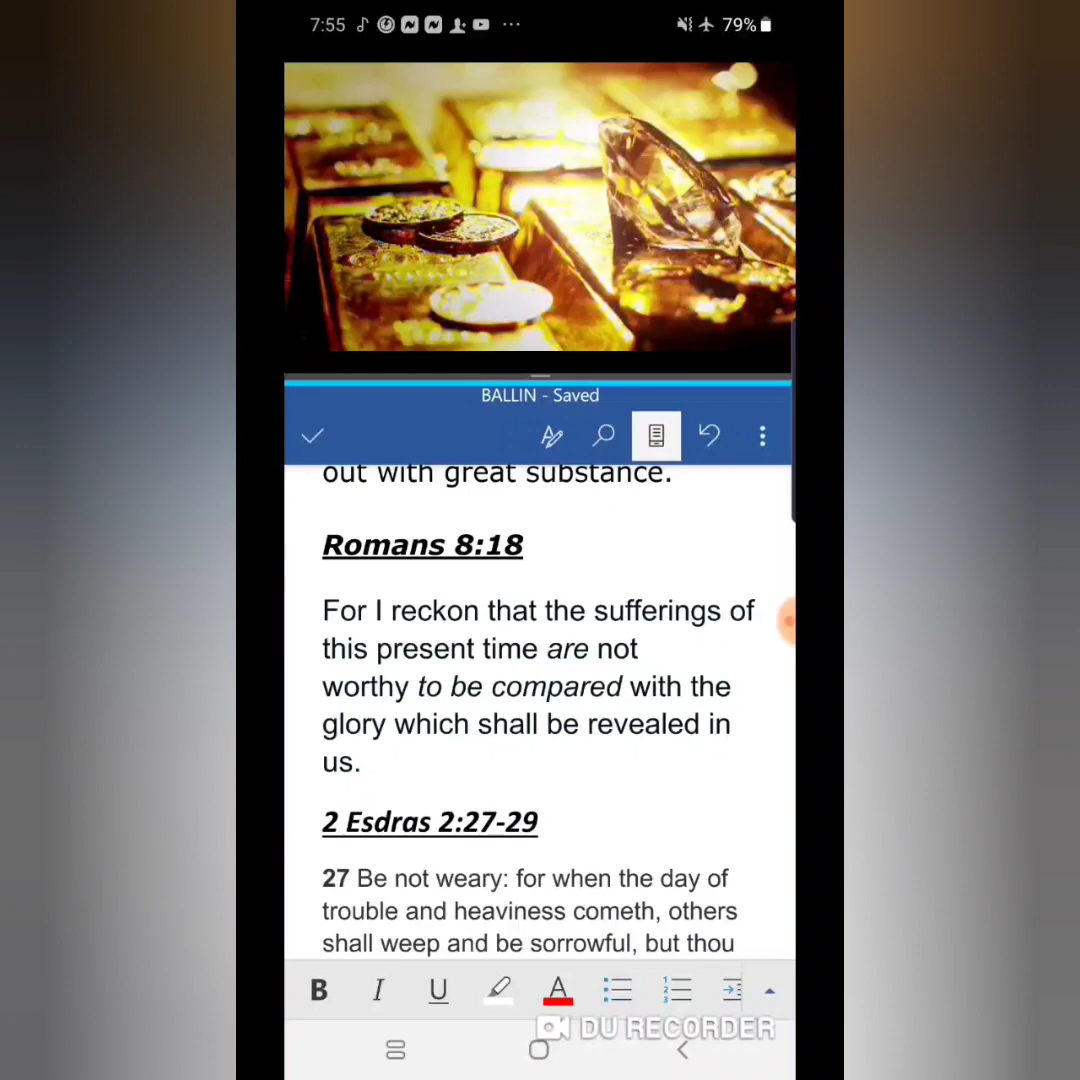 7:55
79%
BALLIN - Saved
out with great substance.
Romans 8:18
For I reckon that the sufferings of
this present time are not
worthy to be compared with the
glory which shall be revealed in
us.
2 Esdras 2:27-29
27 Be not weary: for when the day of
trouble and heaviness cometh, others
shall weep and be sorrowful, but thou
B I U A
DU RECORDER